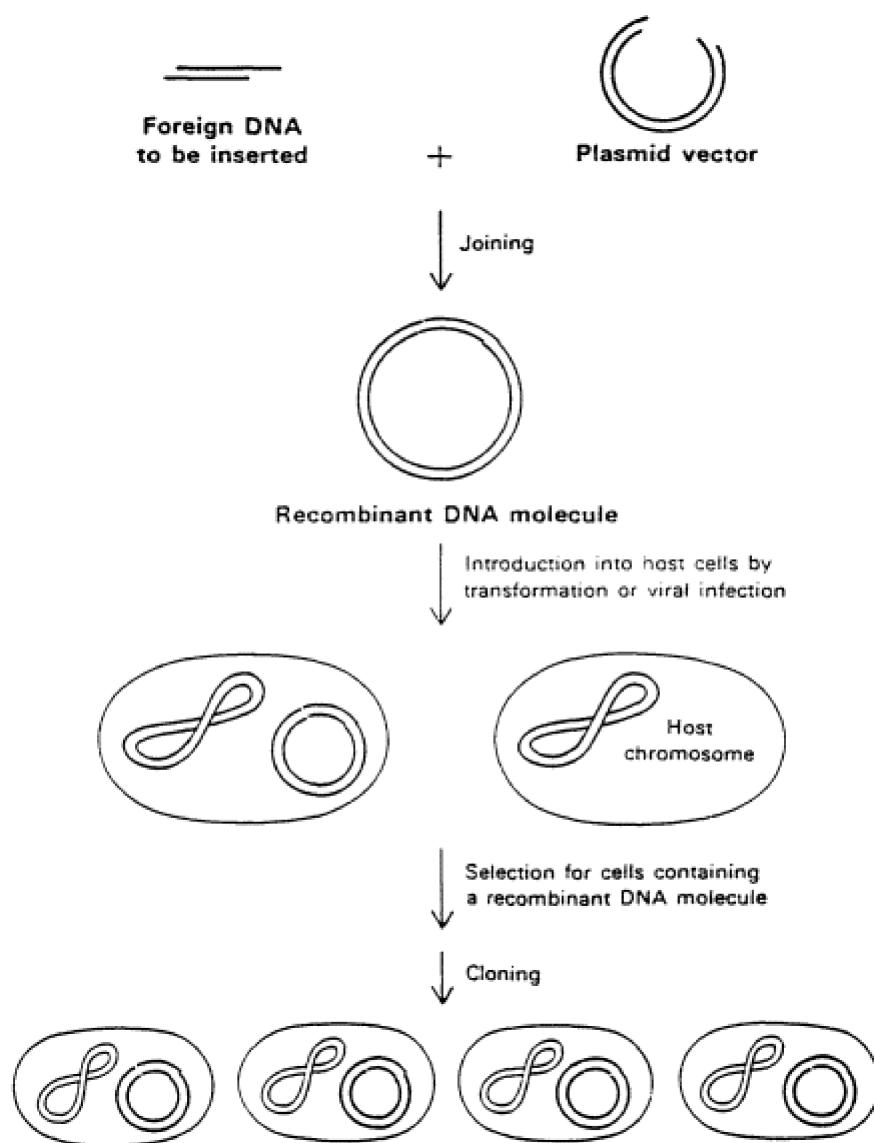 Foreign DNA
to be inserted
+
Plasmid vector
Joining
Recombinant DNA molecule
Introduction into host cells by
transformation or viral infection
Host
chromosome
Selection for cells containing
a recombinant DNA molecule
Cloning